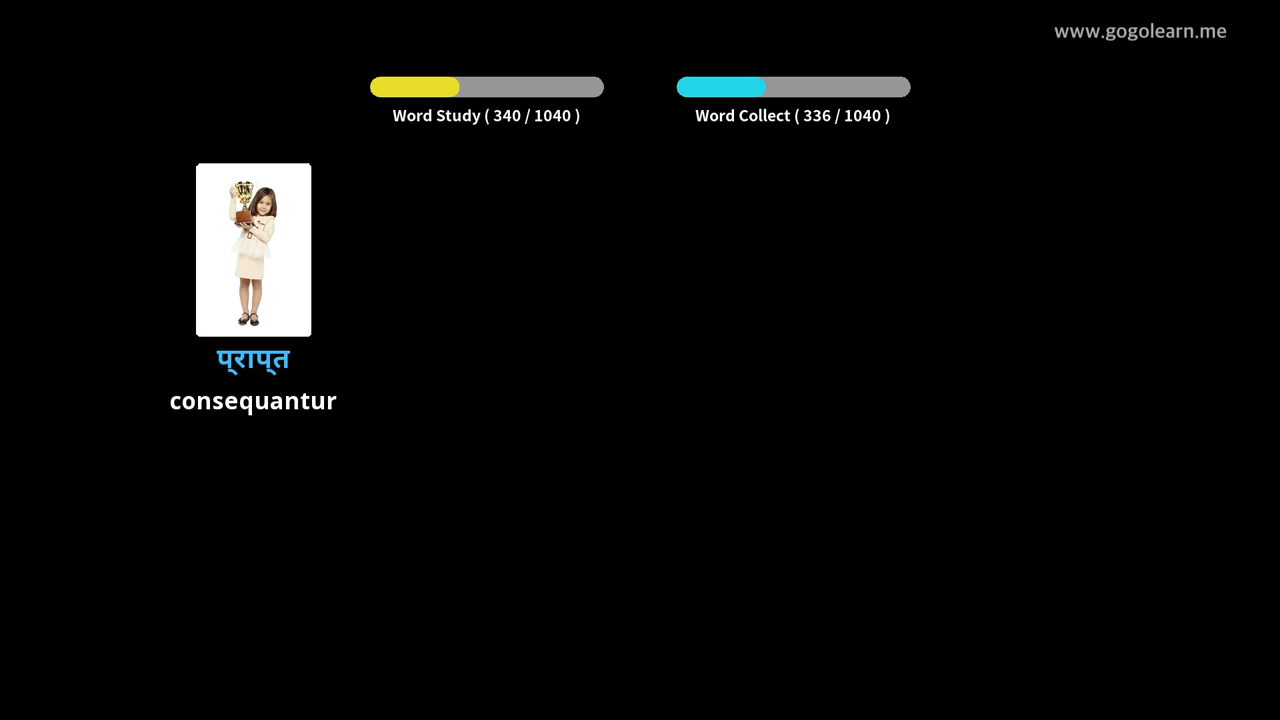 www.gogolearn.me
Word Study ( 340 / 1040 )
Word Collect ( 336 / 1040 )
प्राप्त
consequantur